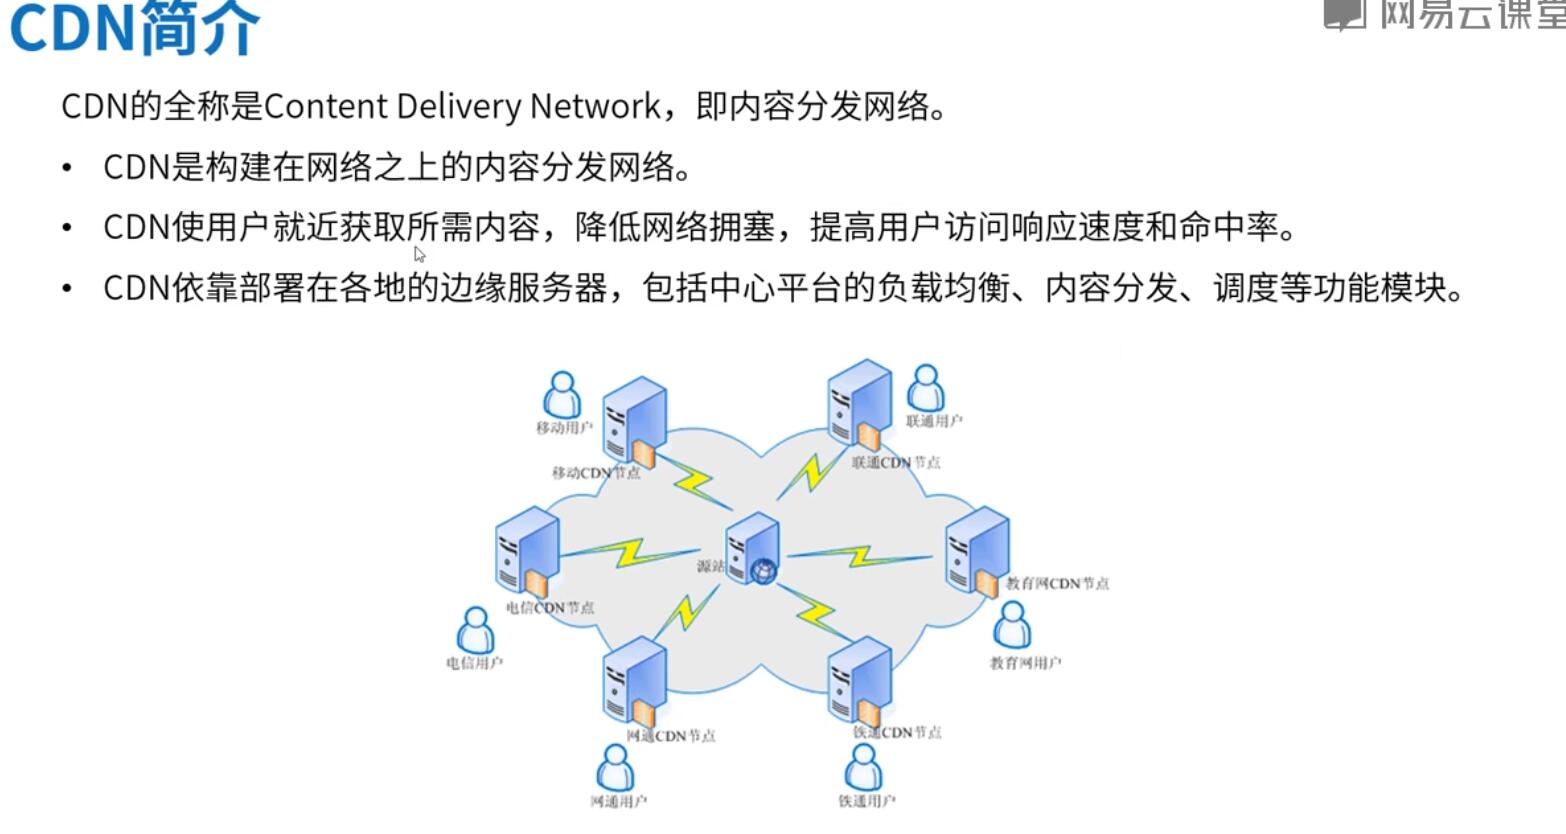 CDN简介
网易云课堂
CDN的全称是Content Delivery Network，即内容分发网络。
• CDN是构建在网络之上的内容分发网络。
• CDN使用户就近获取所需内容，降低网络拥塞，提高用户访问响应速度和命中率。
• CDN依靠部署在各地的边缘服务器，包括中心平台的负载均衡、内容分发、调度等功能模块。
移动用户
联通用户
移动CDN节点
联通CDN节点
源站
电信CDN节点
教育网CDN节点
电信用户
教育网用户
网通CDN节点
铁通CDN节点
网通用户
铁通用户